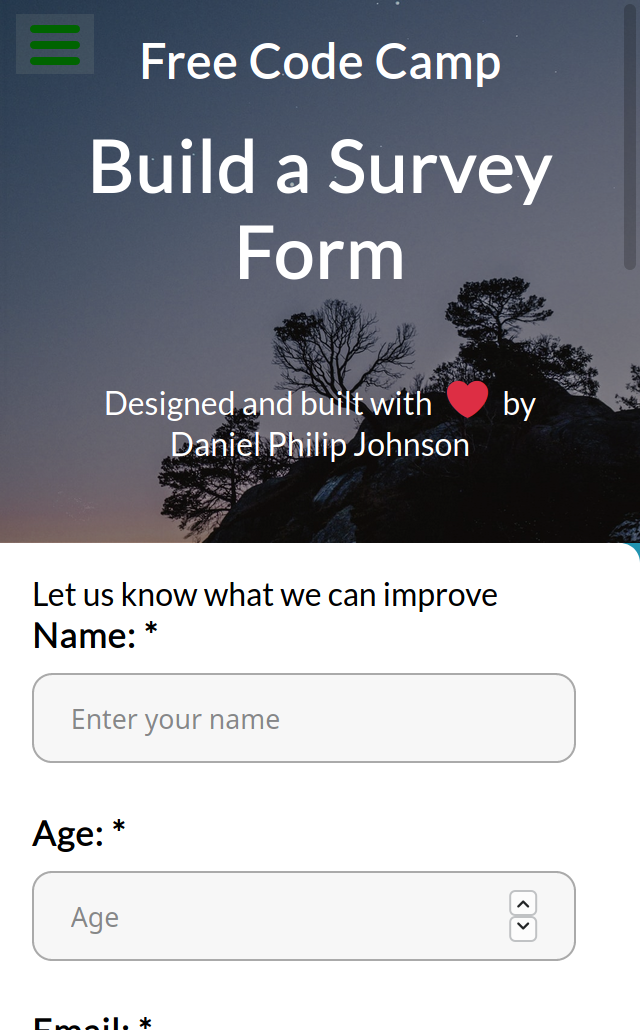 Free Code Camp
Build a Survey
Form
Designed and built with ❤ by
Daniel Philip Johnson
Let us know what we can improve
Name: *
Enter your name
Age: *
Age
Email: *